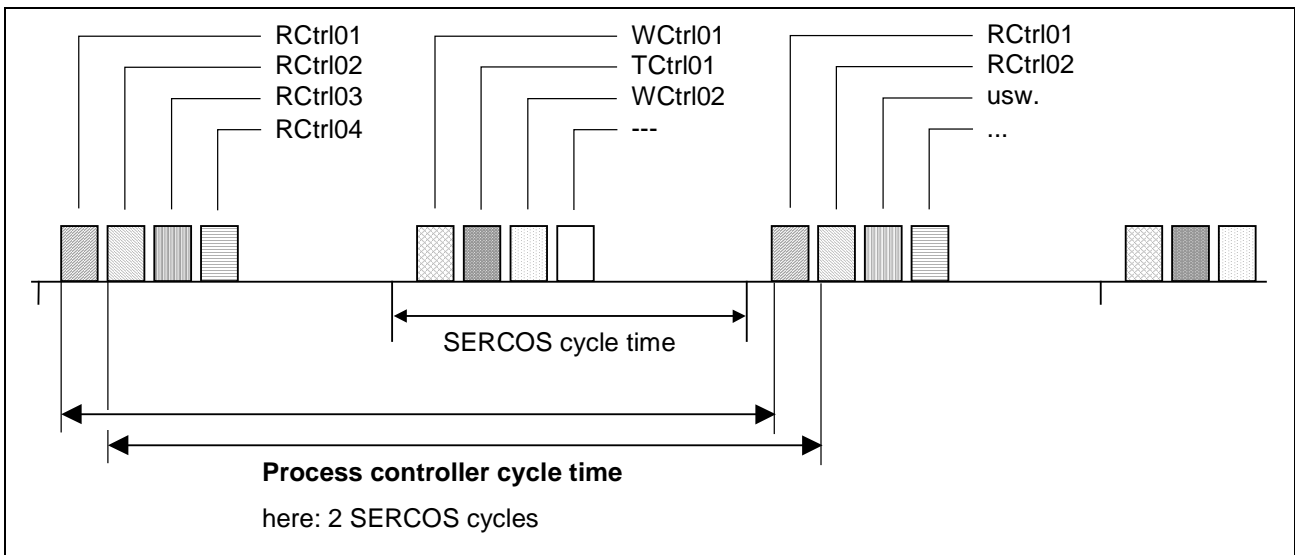 RCtrl01
RCtrl02
RCtrl03
RCtrl04
WCtrl01
TCtrl01
WCtrl02
---
RCtrl01
RCtrl02
usw.
...
SERCOS cycle time
Process controller cycle time
here: 2 SERCOS cycles